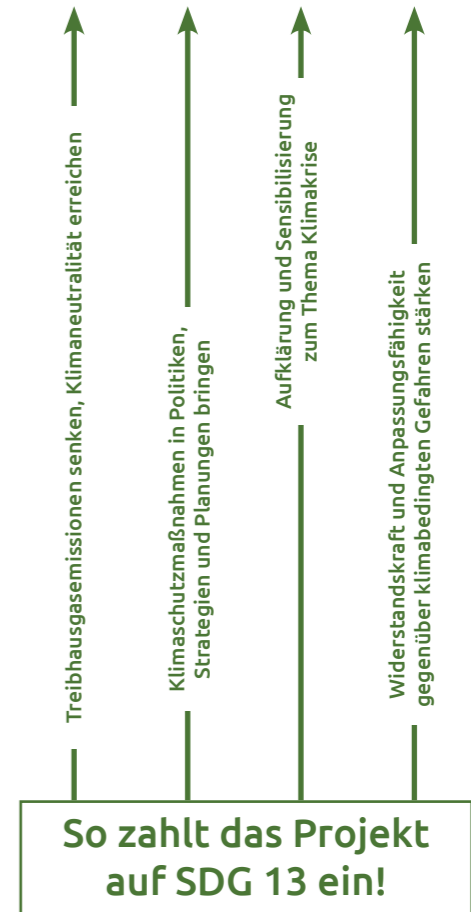 Treibhausgasemissionen senken, Klimaneutralität erreichen
Klimaschutzmaßnahmen in Politiken,
Strategien und Planungen bringen
Aufklärung und Sensibilisierung
zum Thema Klimakrise
Widerstandskraft und Anpassungsfähigkeit
gegenüber klimabedingten Gefahren stärken
So zahlt das Projekt
auf SDG 13 ein!